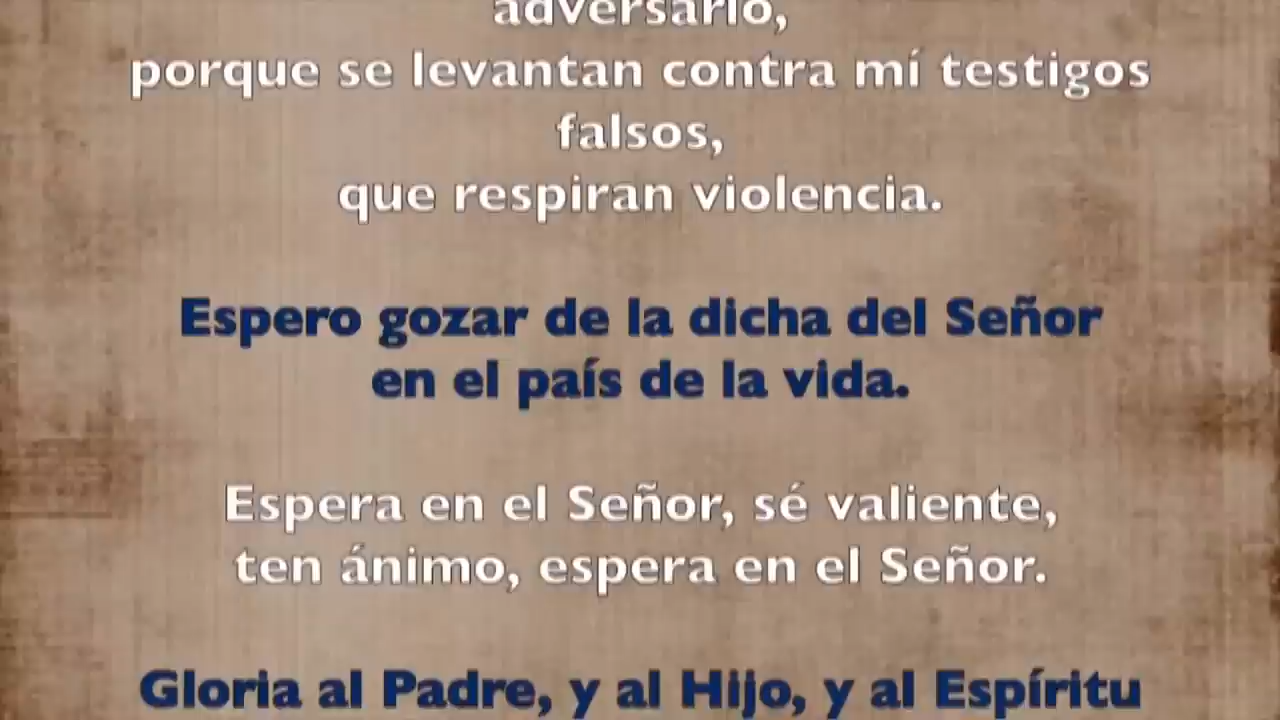 adversario,
porque se levantan contra mí testigos
falsos,
que respiran violencia.
Espero gozar de la dicha del Señor
en el país de la vida.
Espera en el Señor, sé valiente,
ten ánimo, espera en el Señor.
Gloria al Padre, y al Hijo, y al Espíritu